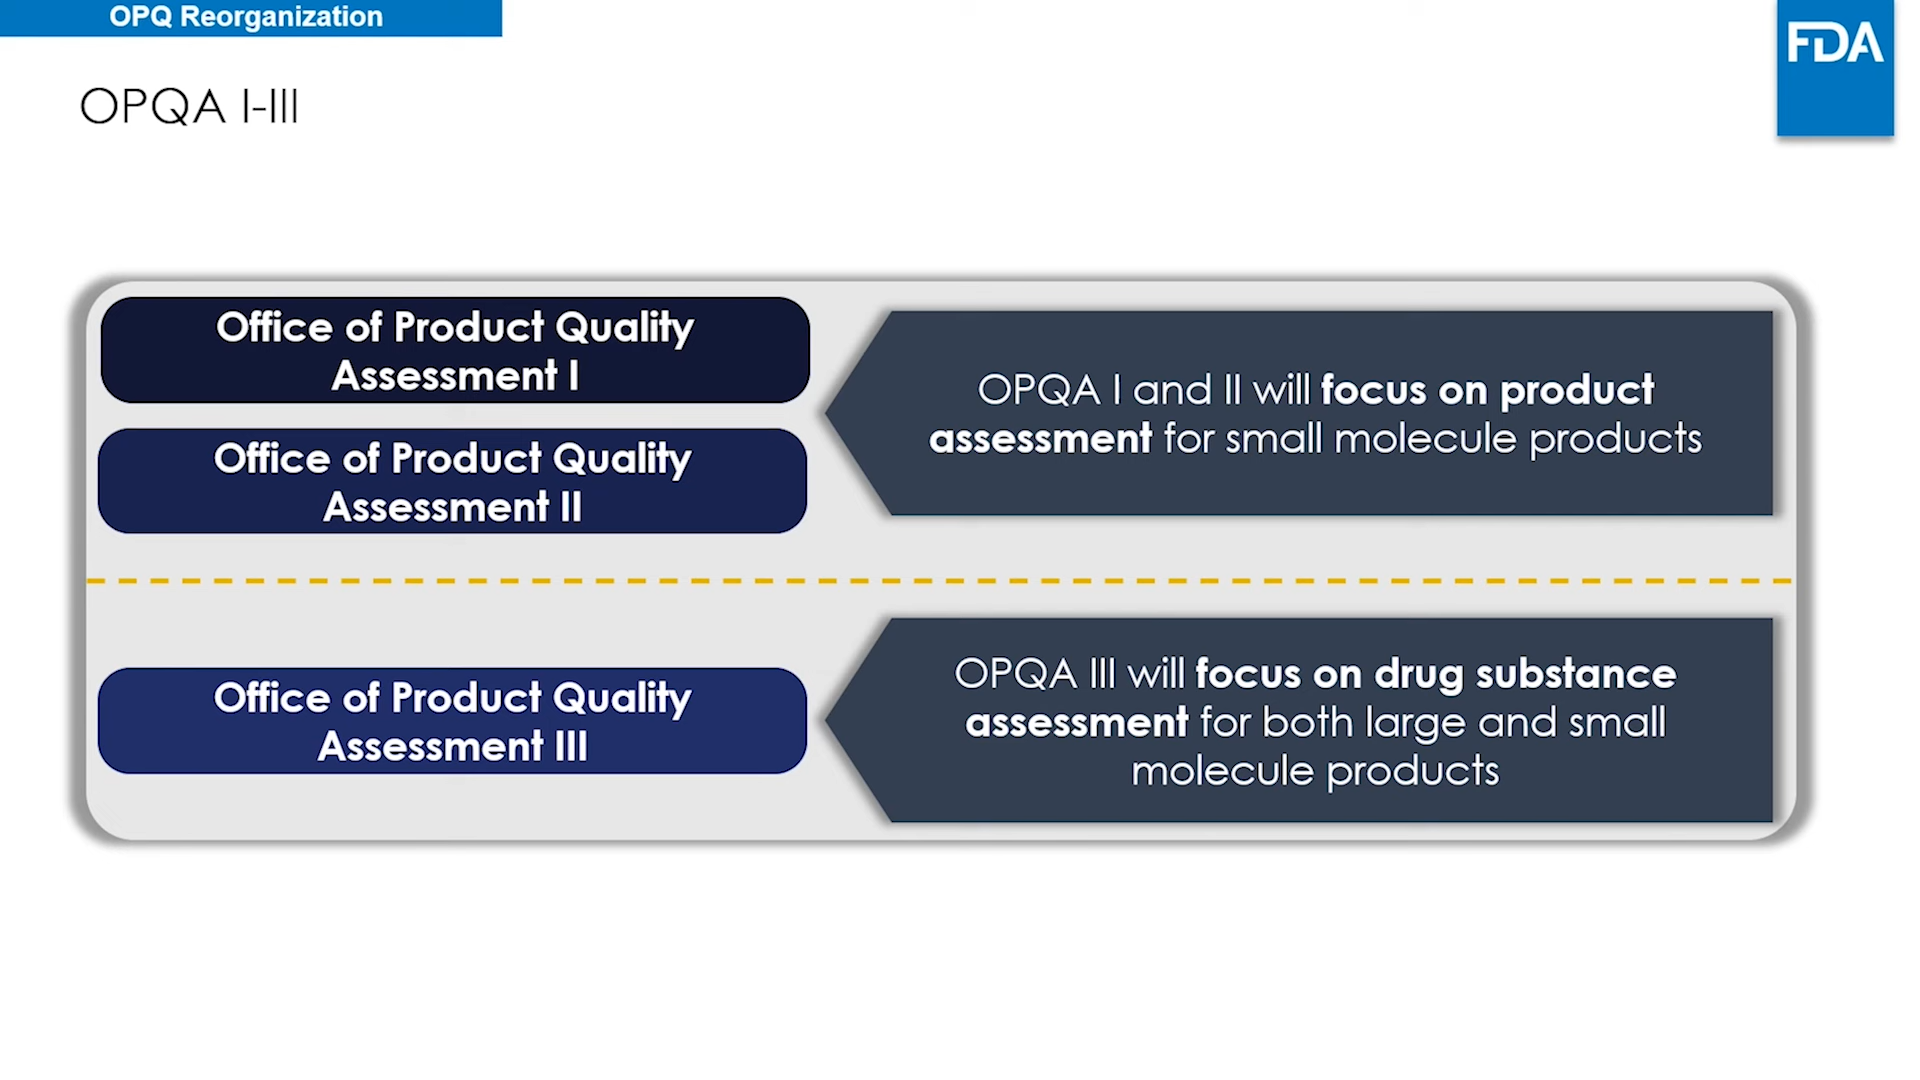 OPQ Reorganization
FDA
OPQA I-III
Office of Product Quality
Assessment I
Office of Product Quality
Assessment II
OPQA I and II will focus on product
assessment for small molecule products
Office of Product Quality
Assessment III
OPQA III will focus on drug substance
assessment for both large and small
molecule products